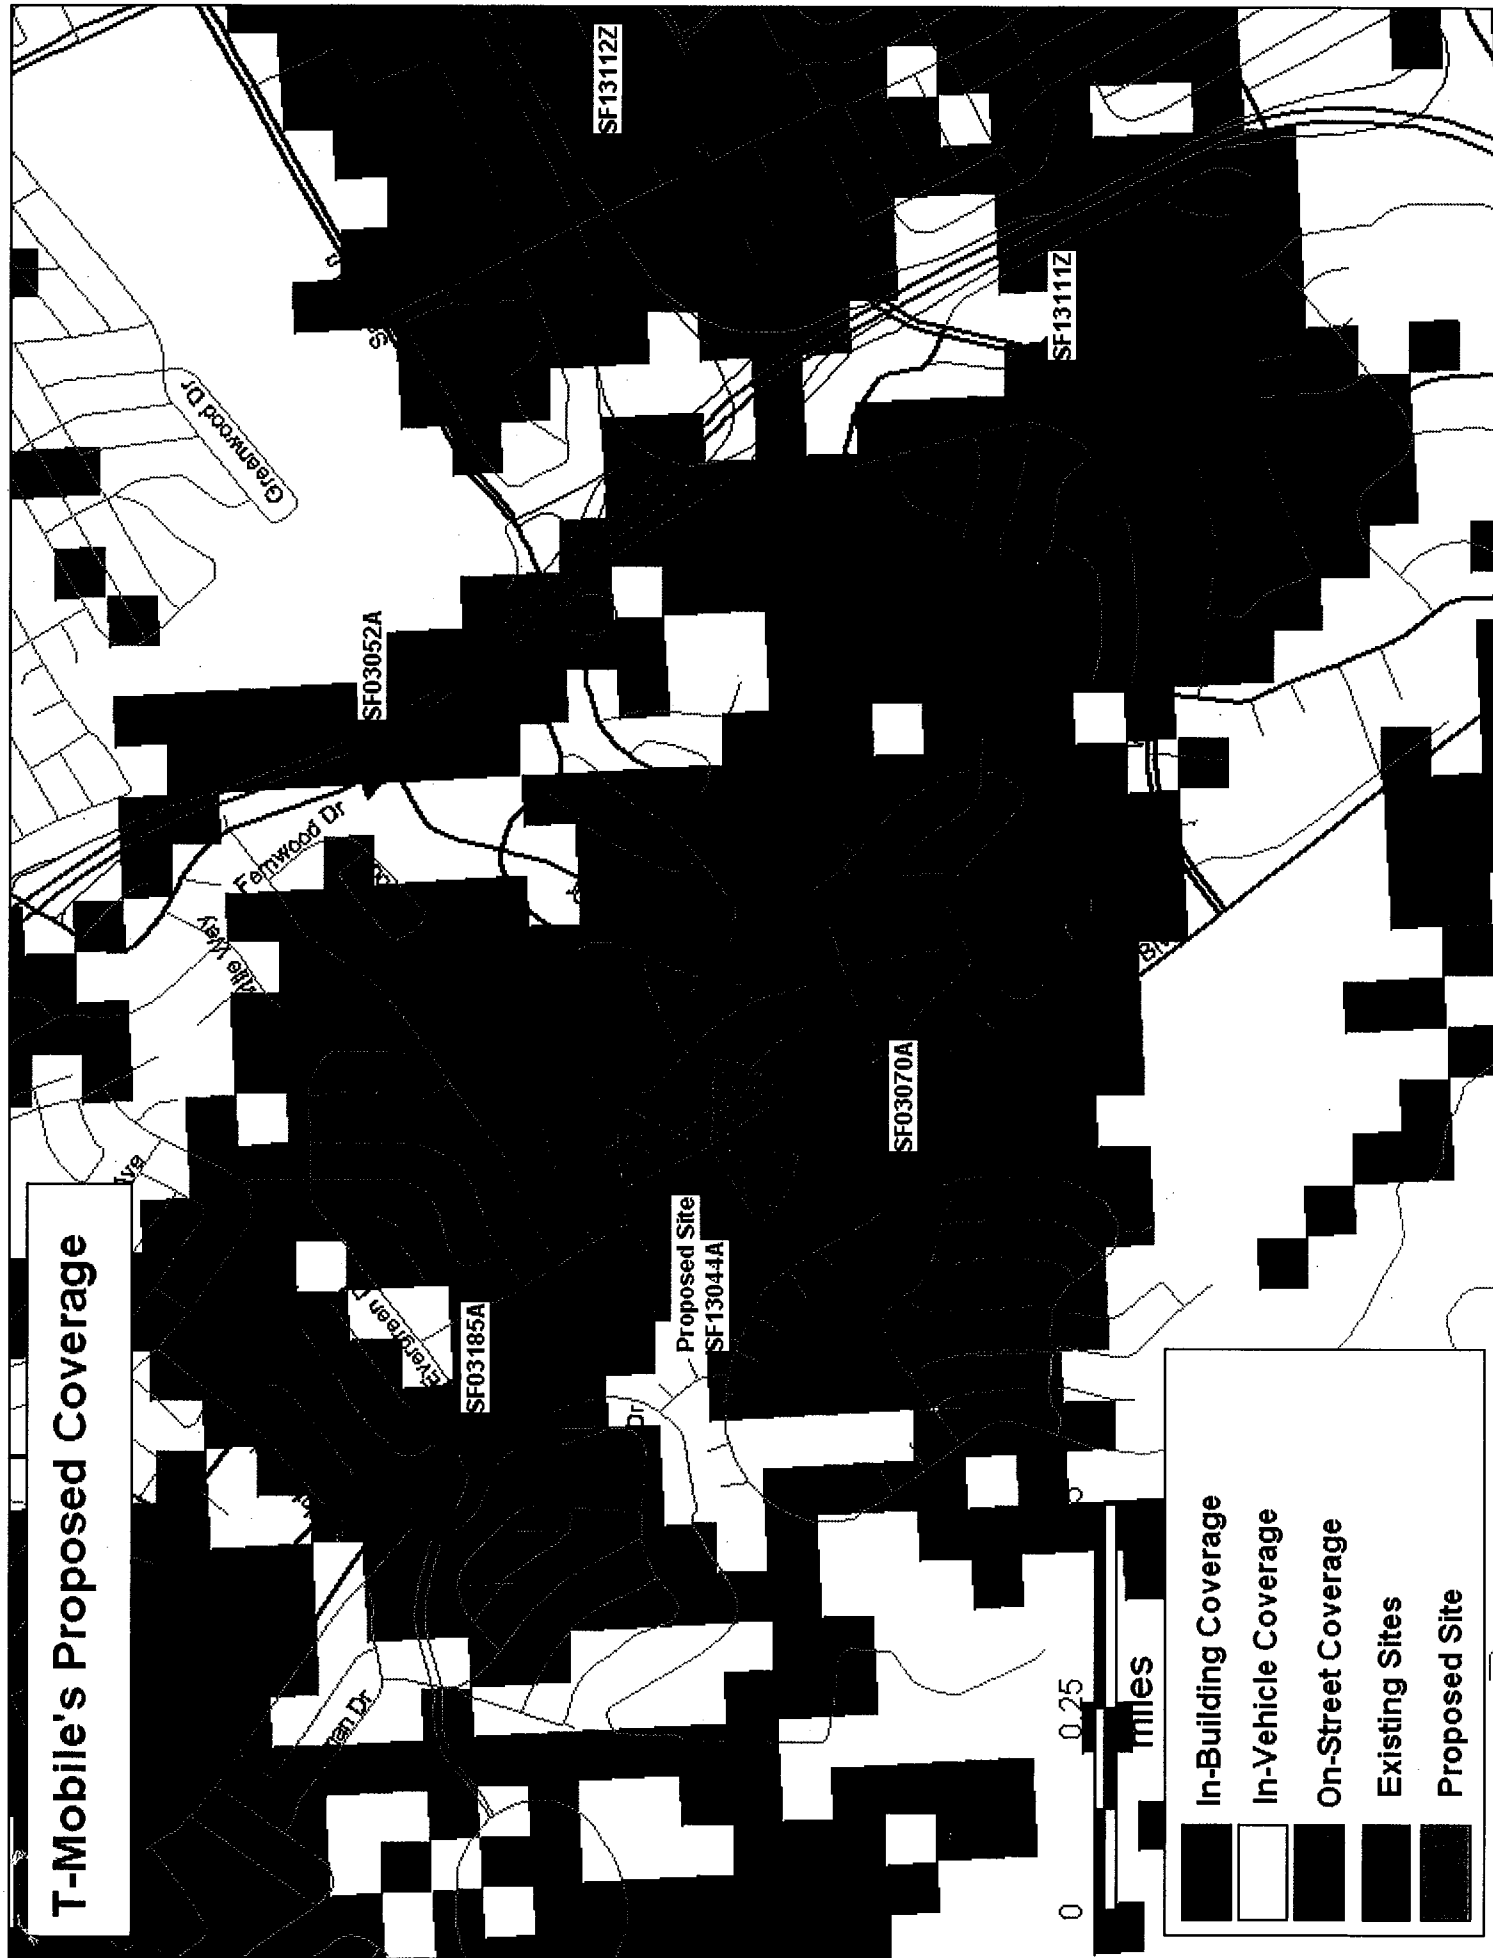 T-Mobile's Proposed Coverage
Greenwood Dr
SF13112Z
SF03052A
Fernwood Dr
SF13111Z
Ave
Evergreen D
SF03185A
Proposed Site
SF13044A
SF03070A
Dr
0
0.25
miles
In-Building Coverage
In-Vehicle Coverage
On-Street Coverage
Existing Sites
Proposed Site